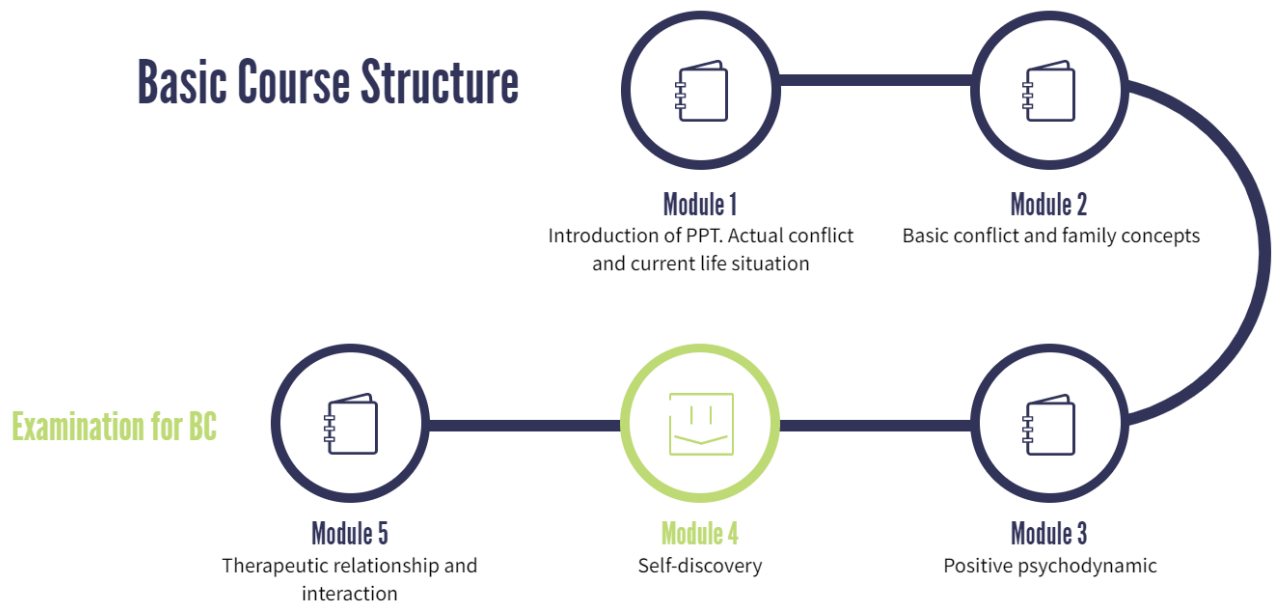 Basic Course Structure
Module 1
Introduction of PPT. Actual conflict
and current life situation
Module 2
Basic conflict and family concepts
Module 3
Positive psychodynamic
Module 4
Self-discovery
Module 5
Therapeutic relationship and
interaction
Examination for BC